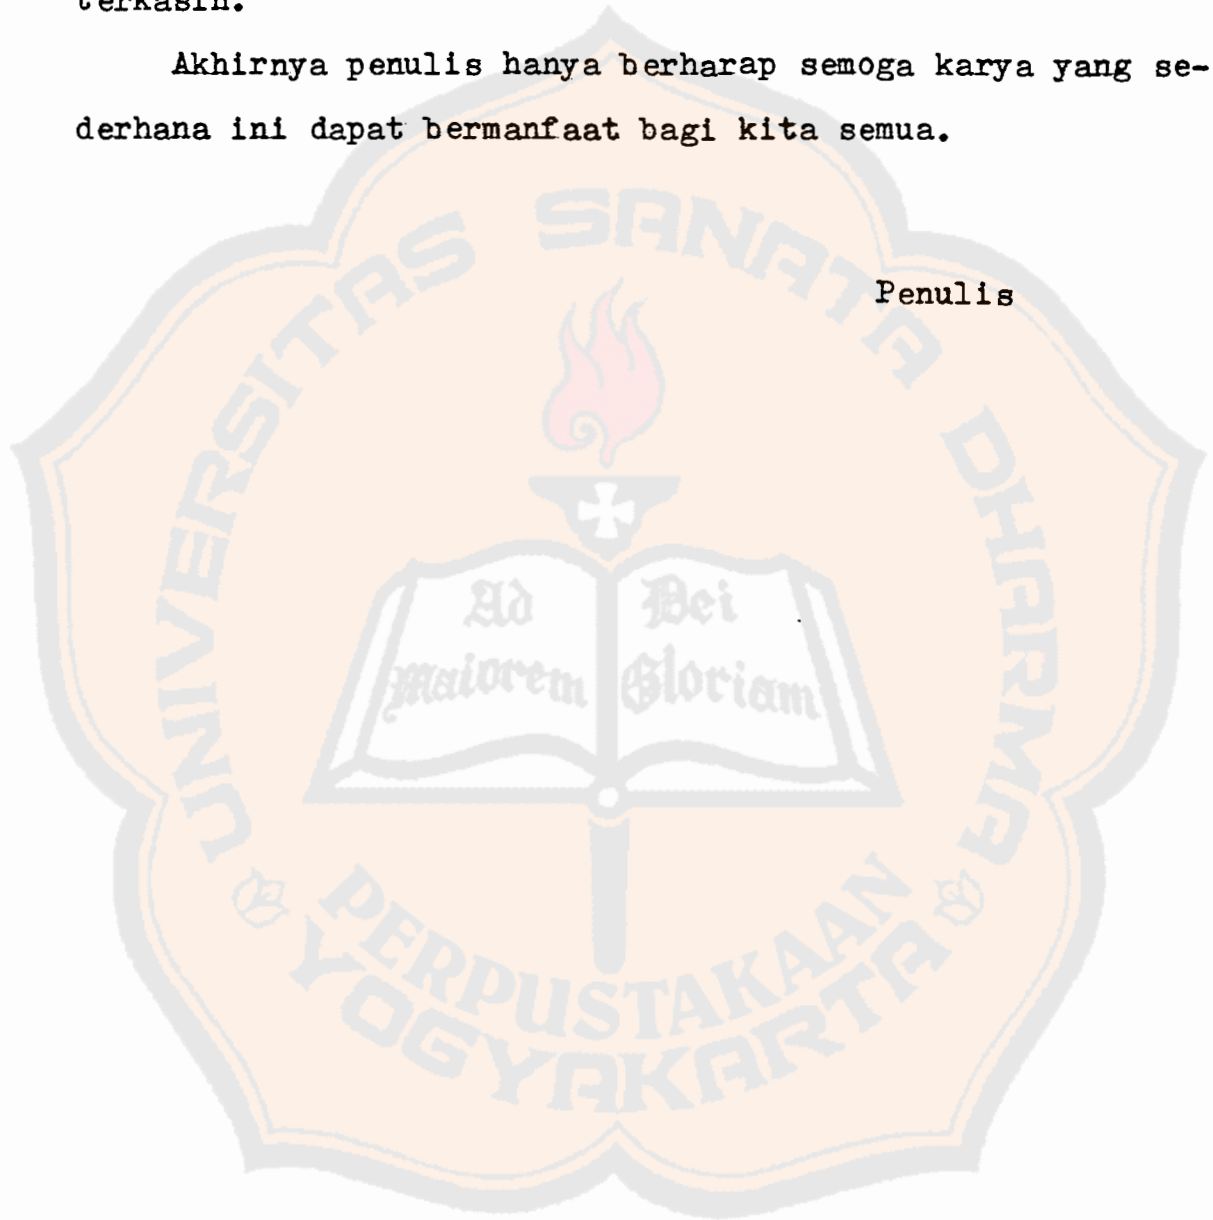 terkasih.
Akhirnya penulis hanya berharap semoga karya yang se-
derhana ini dapat bermanfaat bagi kita semua.
Penulis
UNIVERSITAS SANATA DHARMA
Ad
Maiorem
Dei
Gloriam
PERPUSTAKAAN
YOGYAKARTA